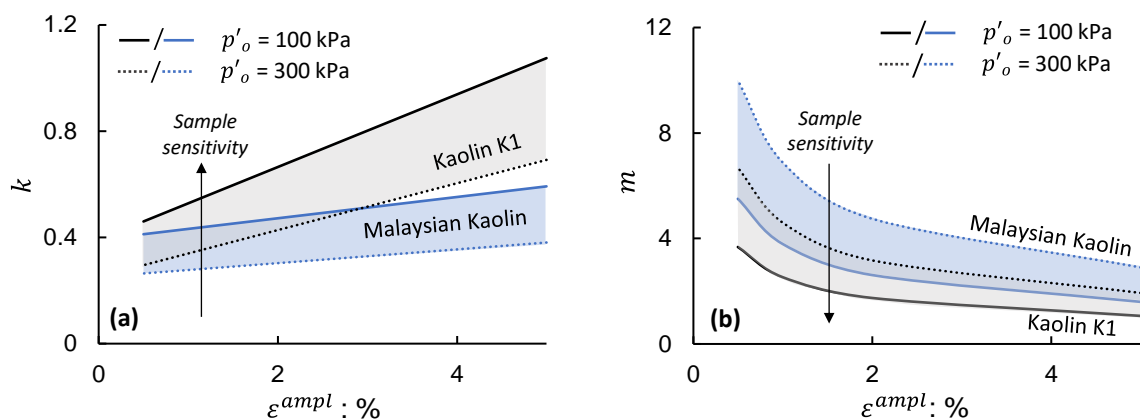 1.2
/ p′ₒ = 100 kPa
/ p′ₒ = 300 kPa
Sample
sensitivity
0.8
Kaolin K1
k
0.4
Malaysian Kaolin
(a)
0
0
2
4
εᵃᵐᵖˡ: %
12
/ p′ₒ = 100 kPa
/ p′ₒ = 300 kPa
Sample
sensitivity
8
m
Malaysian Kaolin
4
(b)
Kaolin K1
0
0
2
4
εᵃᵐᵖˡ: %